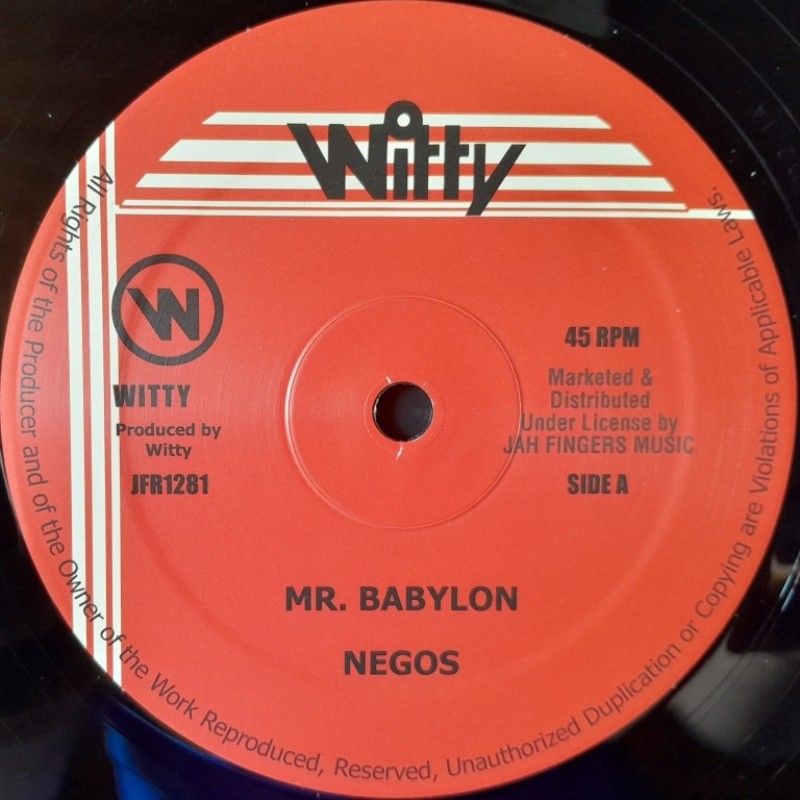 Witty
W
WITTY
Produced by
Witty
JFR1281
45 RPM
Marketed &
Distributed
Under License by
JAH FINGERS MUSIC
SIDE A
MR. BABYLON
NEGOS
All Rights of the Producer and of the Owner of the Work Reproduced, Reserved, Unauthorized Duplication or Copying are Violations of Applicable Laws.